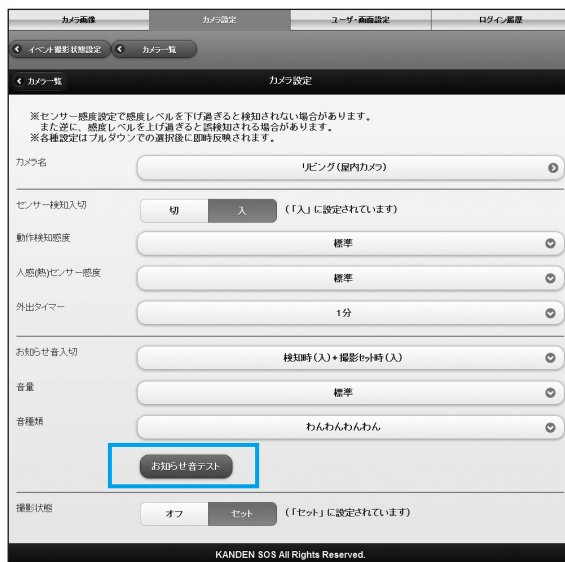 カメラ画像 カメラ設定 ユーザ・画面設定 ログイン履歴
イベント撮影状態設定 カメラ一覧
カメラ一覧 カメラ設定
※センサー感度設定で感度レベルを下げ過ぎると検知されない場合があります。
また逆に、感度レベルを上げ過ぎると誤検知される場合があります。
※各種設定はプルダウンでの選択後に即時反映されます。
カメラ名 リビング(屋内カメラ)
センサー検知入切 切 入 (「入」に設定されています)
動作検知感度 標準
人感(熱)センサー感度 標準
外出タイマー 1分
お知らせ音入切 検知時(入)+撮影セット時(入)
音量 標準
音種類 わんわんわんわん
お知らせ音テスト
撮影状態 オフ セット (「セット」に設定されています)
KANDEN SOS All Rights Reserved.